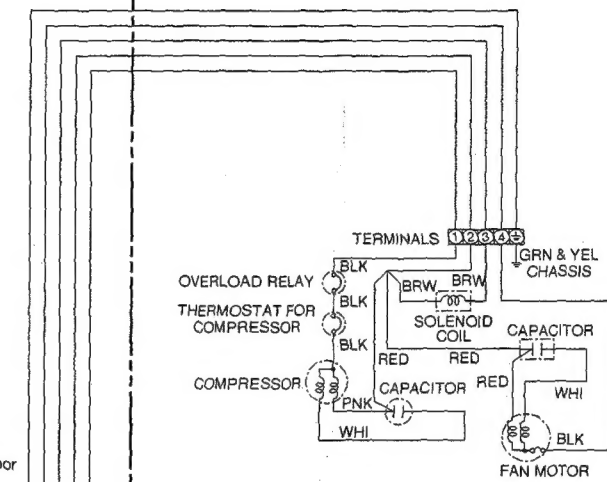 TERMINALS 1 2 3 4
GRN & YEL
CHASSIS
BLK
OVERLOAD RELAY
BRW
BRW
BLK
THERMOSTAT FOR
COMPRESSOR
SOLENOID
COIL
CAPACITOR
BLK
RED
RED
COMPRESSOR
CAPACITOR
RED
WHI
PNK
WHI
BLK
FAN MOTOR